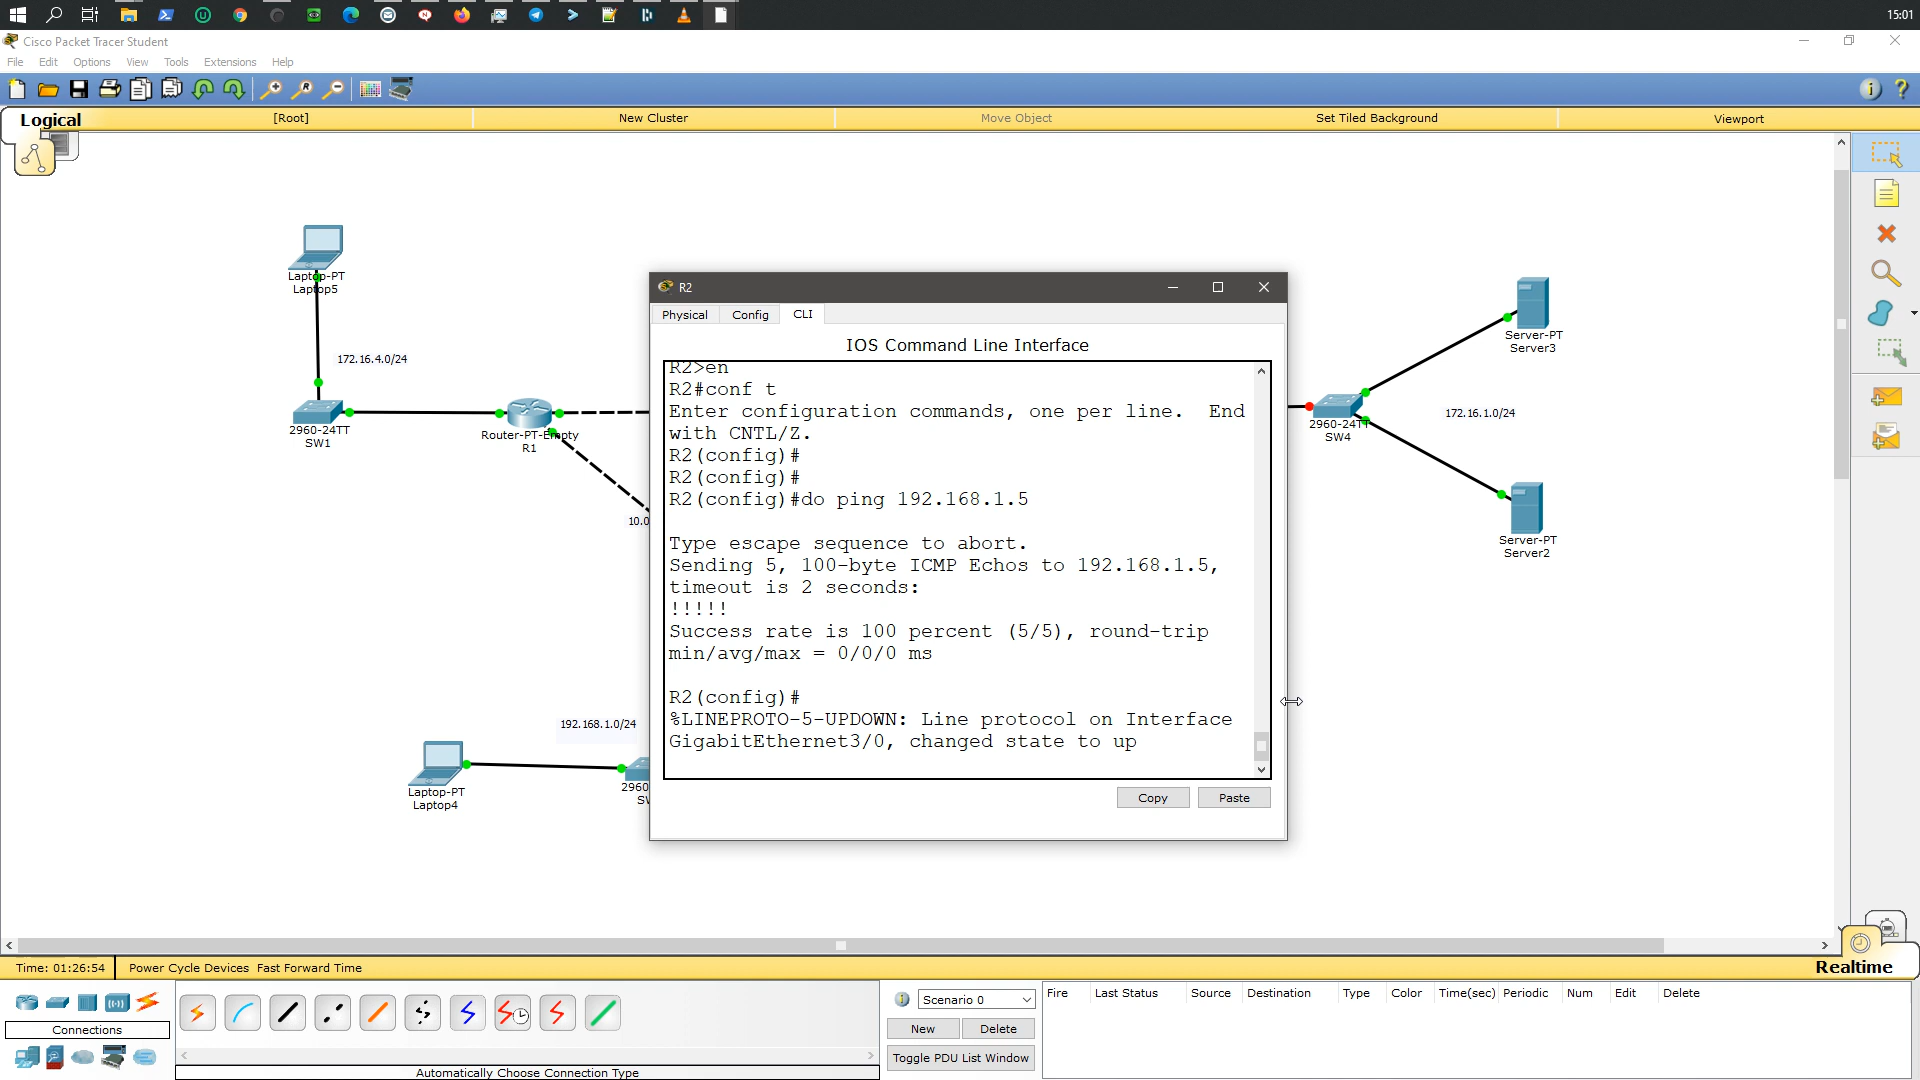 15:01
Cisco Packet Tracer Student
File Edit Options View Tools Extensions Help
Logical [Root] New Cluster Move Object Set Tiled Background Viewport
Laptop-PT
Laptop5
172.16.4.0/24
2960-24TT
SW1
Router-PT-Empty
R1
10.0
192.168.1.0/24
Laptop-PT
Laptop4
2960
R2
Physical Config CLI
IOS Command Line Interface
R2>en
R2#conf t
Enter configuration commands, one per line. End
with CNTL/Z.
R2(config)#
R2(config)#
R2(config)#do ping 192.168.1.5
Type escape sequence to abort.
Sending 5, 100-byte ICMP Echos to 192.168.1.5,
timeout is 2 seconds:
!!!!!
Success rate is 100 percent (5/5), round-trip
min/avg/max = 0/0/0 ms
R2(config)#
%LINEPROTO-5-UPDOWN: Line protocol on Interface
GigabitEthernet3/0, changed state to up
Copy Paste
Server-PT
Server3
2960-24TT
SW4
172.16.1.0/24
Server-PT
Server2
Time: 01:26:54 Power Cycle Devices Fast Forward Time
Realtime
Connections
Automatically Choose Connection Type
Scenario 0
New Delete
Toggle PDU List Window
Fire Last Status Source Destination Type Color Time(sec) Periodic Num Edit Delete